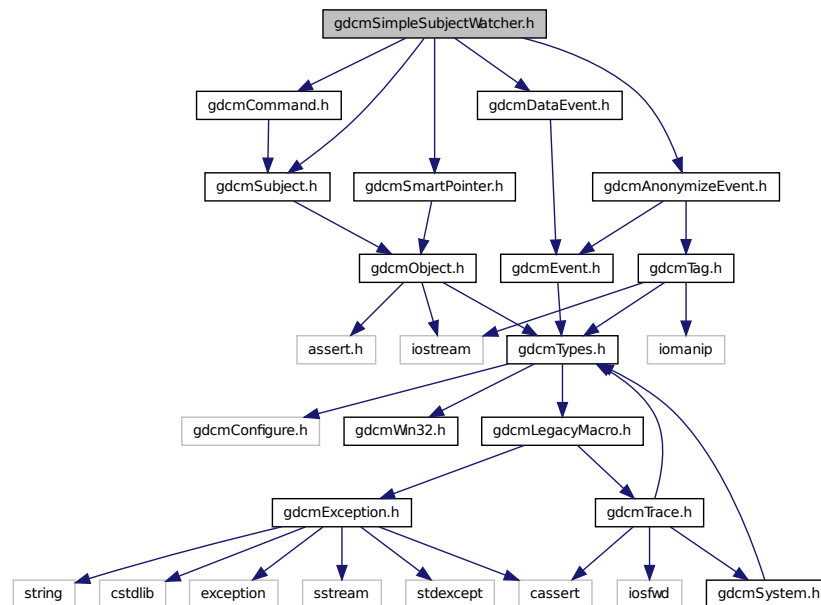 gdcmSimpleSubjectWatcher.h
gdcmCommand.h
gdcmDataEvent.h
gdcmSubject.h
gdcmSmartPointer.h
gdcmAnonymizeEvent.h
gdcmObject.h
gdcmEvent.h
gdcmTag.h
assert.h
iostream
gdcmTypes.h
iomanip
gdcmConfigure.h
gdcmWin32.h
gdcmLegacyMacro.h
gdcmException.h
gdcmTrace.h
string
cstdlib
exception
sstream
stdexcept
cassert
iosfwd
gdcmSystem.h